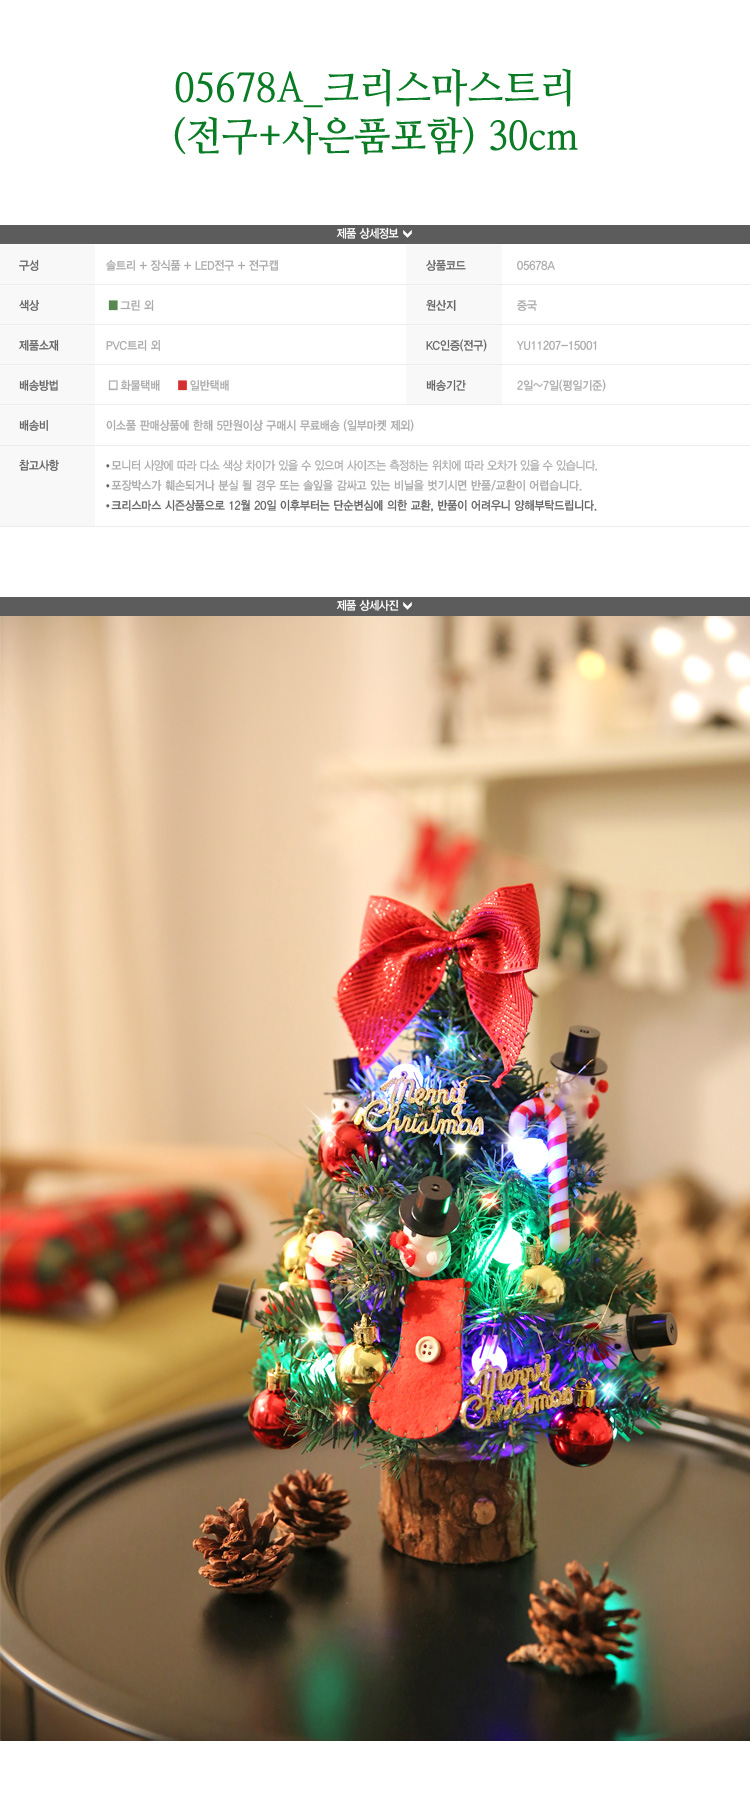 05678A_크리스마스트리
(전구+사은품포함) 30cm
제품 상세정보
구성 솔트리 + 장식품 + LED전구 + 전구캡 상품코드 05678A
색상 그린 외 원산지 중국
제품소재 PVC트리 외 KC인증(전구) YU11207-15001
배송방법 화물택배 일반택배 배송기간 2일~7일(평일기준)
배송비 이소품 판매상품에 한해 5만원이상 구매시 무료배송 (일부마켓 제외)
참고사항 • 모니터 사양에 따라 다소 색상 차이가 있을 수 있으며 사이즈는 측정하는 위치에 따라 오차가 있을 수 있습니다.
• 포장박스가 훼손되거나 분실 될 경우 또는 솔잎을 감싸고 있는 비닐을 벗기시면 반품/교환이 어렵습니다.
• 크리스마스 시즌상품으로 12월 20일 이후부터는 단순변심에 의한 교환, 반품이 어려우니 양해부탁드립니다.
제품 상세사진
MERRY
Merry
Christmas
Merry
Christmas